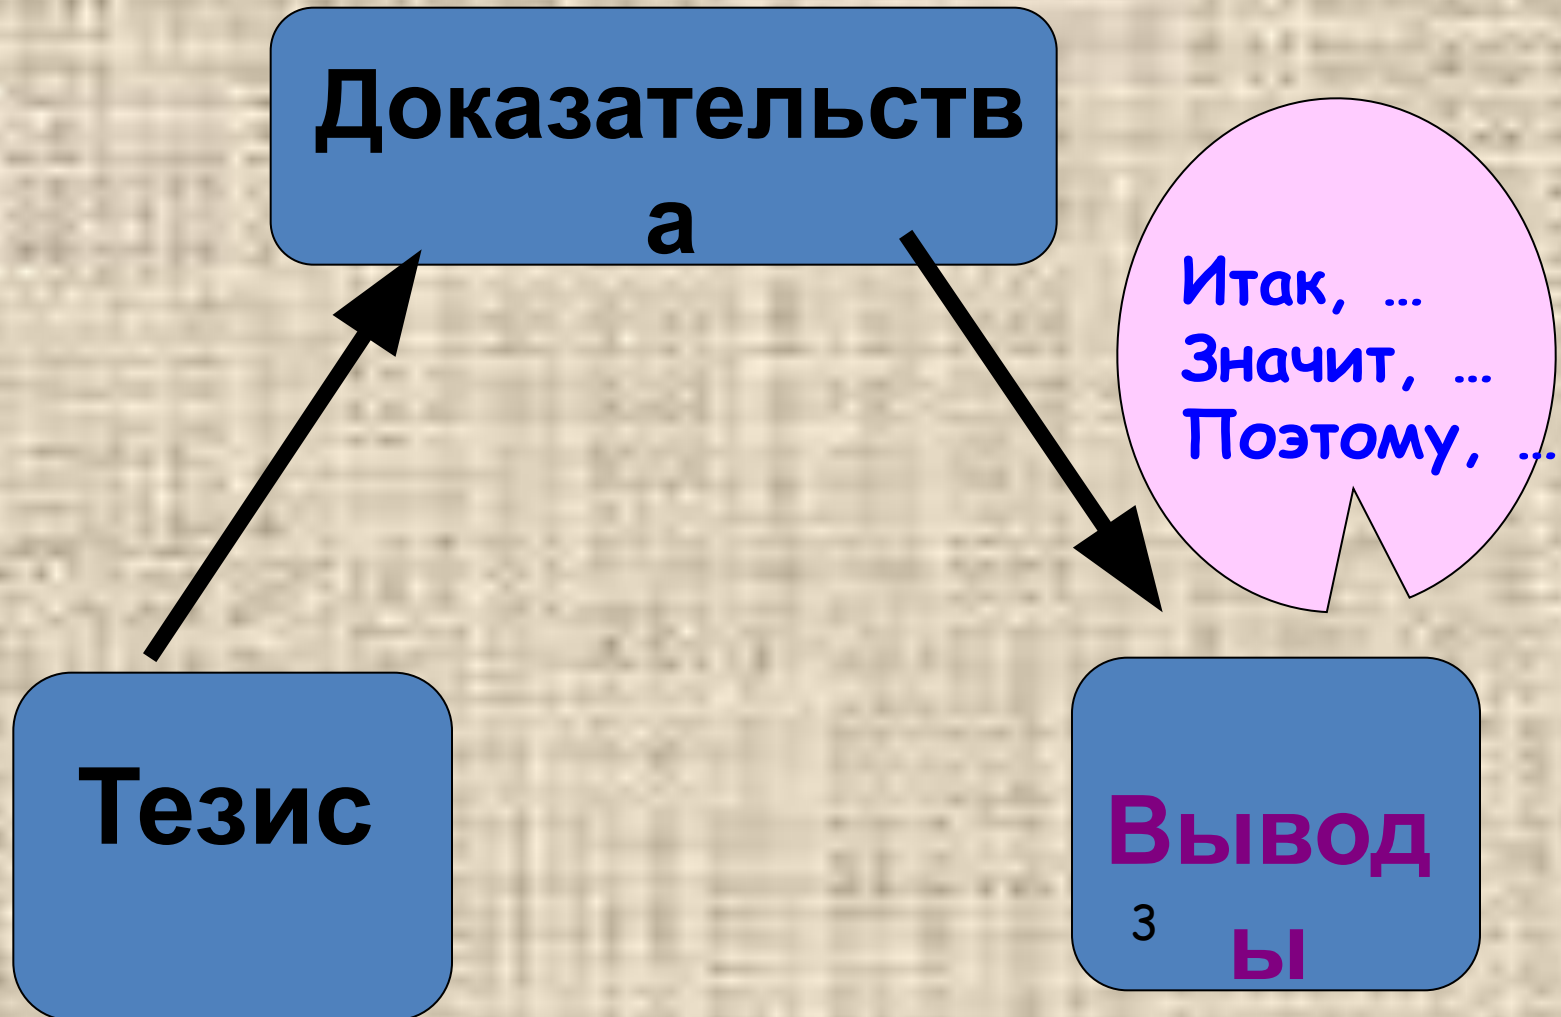 Доказательств
а
Итак, …
Значит, …
Поэтому, …
Тезис
Вывод
ы
3